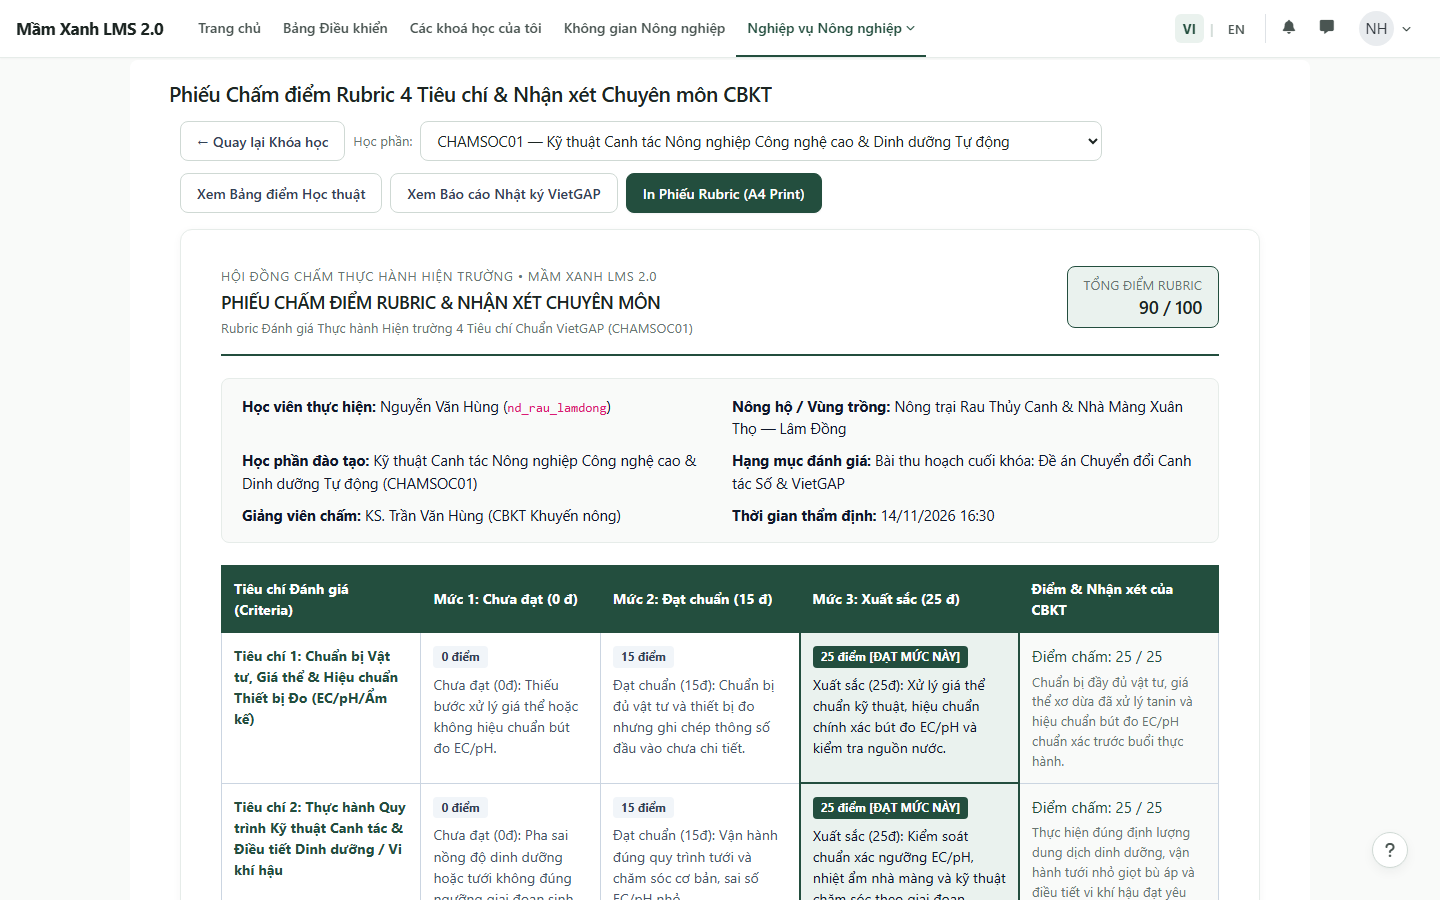 Mầm Xanh LMS 2.0
Trang chủ
Bảng Điều khiển
Các khoá học của tôi
Không gian Nông nghiệp
Nghiệp vụ Nông nghiệp
VI | EN
NH
Phiếu Chấm điểm Rubric 4 Tiêu chí & Nhận xét Chuyên môn CBKT
← Quay lại Khóa học
Học phần:
CHAMSOC01 — Kỹ thuật Canh tác Nông nghiệp Công nghệ cao & Dinh dưỡng Tự động
Xem Bảng điểm Học thuật
Xem Báo cáo Nhật ký VietGAP
In Phiếu Rubric (A4 Print)
HỘI ĐỒNG CHẤM THỰC HÀNH HIỆN TRƯỜNG • MẦM XANH LMS 2.0
PHIẾU CHẤM ĐIỂM RUBRIC & NHẬN XÉT CHUYÊN MÔN
Rubric Đánh giá Thực hành Hiện trường 4 Tiêu chí Chuẩn VietGAP (CHAMSOC01)
TỔNG ĐIỂM RUBRIC
90 / 100
Học viên thực hiện: Nguyễn Văn Hùng (nd_rau_lamdong)
Nông hộ / Vùng trồng: Nông trại Rau Thủy Canh & Nhà Màng Xuân
Thọ — Lâm Đồng
Học phần đào tạo: Kỹ thuật Canh tác Nông nghiệp Công nghệ cao &
Dinh dưỡng Tự động (CHAMSOC01)
Hạng mục đánh giá: Bài thu hoạch cuối khóa: Đề án Chuyển đổi Canh
tác Số & VietGAP
Giảng viên chấm: KS. Trần Văn Hùng (CBKT Khuyến nông)
Thời gian thẩm định: 14/11/2026 16:30
Tiêu chí Đánh giá
(Criteria)
Mức 1: Chưa đạt (0 đ)
Mức 2: Đạt chuẩn (15 đ)
Mức 3: Xuất sắc (25 đ)
Điểm & Nhận xét của
CBKT
Tiêu chí 1: Chuẩn bị Vật
tư, Giá thể & Hiệu chuẩn
Thiết bị Đo (EC/pH/Ẩm
kế)
0 điểm
Chưa đạt (0đ): Thiếu
bước xử lý giá thể hoặc
không hiệu chuẩn bút
đo EC/pH.
15 điểm
Đạt chuẩn (15đ): Chuẩn bị
đủ vật tư và thiết bị đo
nhưng ghi chép thông số
đầu vào chưa chi tiết.
25 điểm [ĐẠT MỨC NÀY]
Xuất sắc (25đ): Xử lý giá thể
chuẩn kỹ thuật, hiệu chuẩn
chính xác bút đo EC/pH và
kiểm tra nguồn nước.
Điểm chấm: 25 / 25
Chuẩn bị đầy đủ vật tư, giá
thể xơ dừa đã xử lý tanin và
hiệu chuẩn bút đo EC/pH
chuẩn xác trước buổi thực
hành.
Tiêu chí 2: Thực hành Quy
trình Kỹ thuật Canh tác &
Điều tiết Dinh dưỡng / Vi
khí hậu
0 điểm
Chưa đạt (0đ): Pha sai
nồng độ dinh dưỡng
hoặc tưới không đúng
ngưỡng giai đoạn sinh
15 điểm
Đạt chuẩn (15đ): Vận hành
đúng quy trình tưới và
chăm sóc cơ bản, sai số
EC/pH nhỏ.
25 điểm [ĐẠT MỨC NÀY]
Xuất sắc (25đ): Kiểm soát
chuẩn xác ngưỡng EC/pH,
nhiệt ẩm nhà màng và kỹ thuật
chăm sóc theo giai đoạn
Điểm chấm: 25 / 25
Thực hiện đúng định lượng
dung dịch dinh dưỡng, vận
hành tưới nhỏ giọt bù áp và
điều tiết vi khí hậu đạt yêu
?